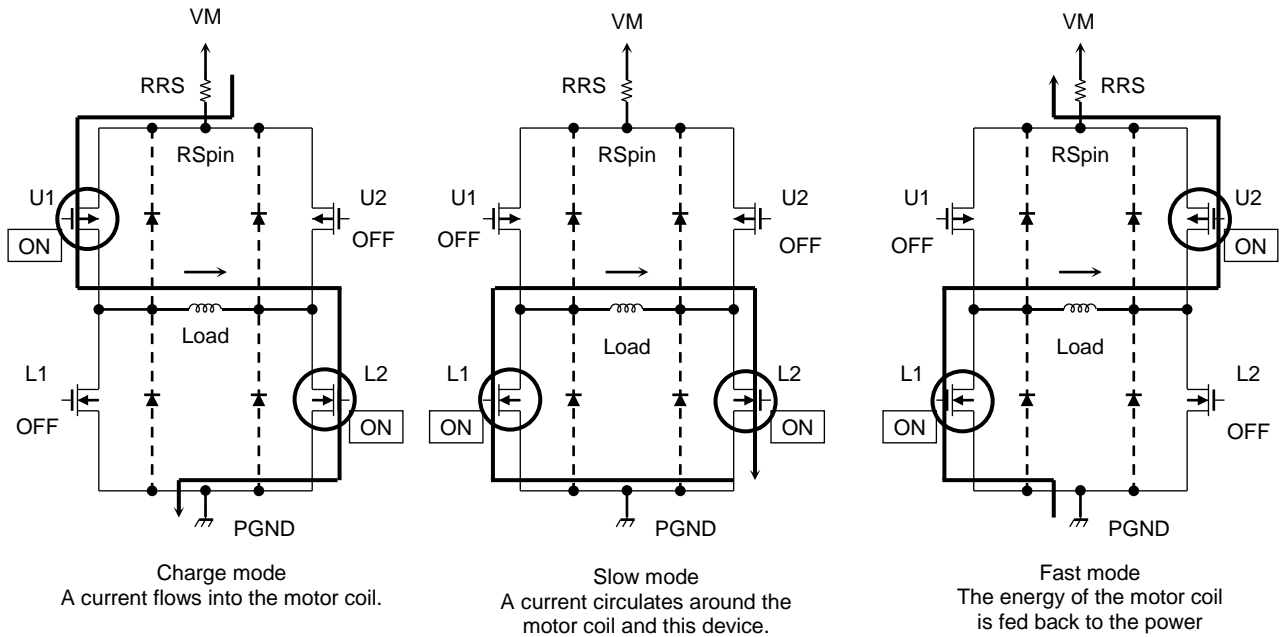 VM
RRS
RSpin
U1
ON
U2
OFF
Load
L1
OFF
L2
ON
PGND
Charge mode
A current flows into the motor coil.
VM
RRS
RSpin
U1
OFF
U2
OFF
Load
L1
ON
L2
ON
PGND
Slow mode
A current circulates around the
motor coil and this device.
VM
RRS
RSpin
U1
OFF
U2
ON
Load
L1
ON
L2
OFF
PGND
Fast mode
The energy of the motor coil
is fed back to the power